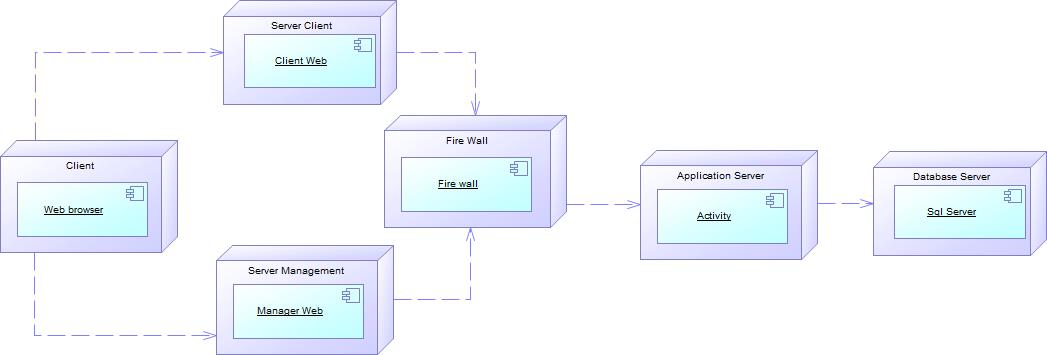 Server Client
Client Web
Fire Wall
Fire wall
Client
Web browser
Application Server
Activity
Database Server
Sql Server
Server Management
Manager Web